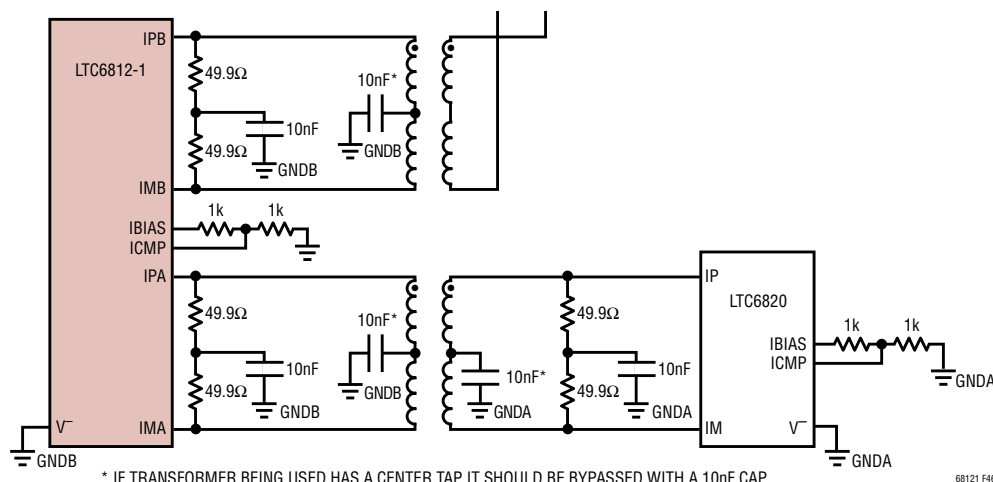 IPB
LTC6812-1
49.9Ω
10nF*
10nF
49.9Ω
GNDB
GNDB
IMB
1k
1k
IBIAS
ICMP
IPA
IP
49.9Ω
49.9Ω
LTC6820
10nF*
1k
1k
IBIAS
10nF
10nF*
10nF
ICMP
49.9Ω
GNDB
49.9Ω
GNDA
GNDB
GNDA
GNDA
V–
IMA
IM
V–
GNDB
GNDA
* IF TRANSFORMER BEING USED HAS A CENTER TAP IT SHOULD BE BYPASSED WITH A 10nF CAP
68121 F46